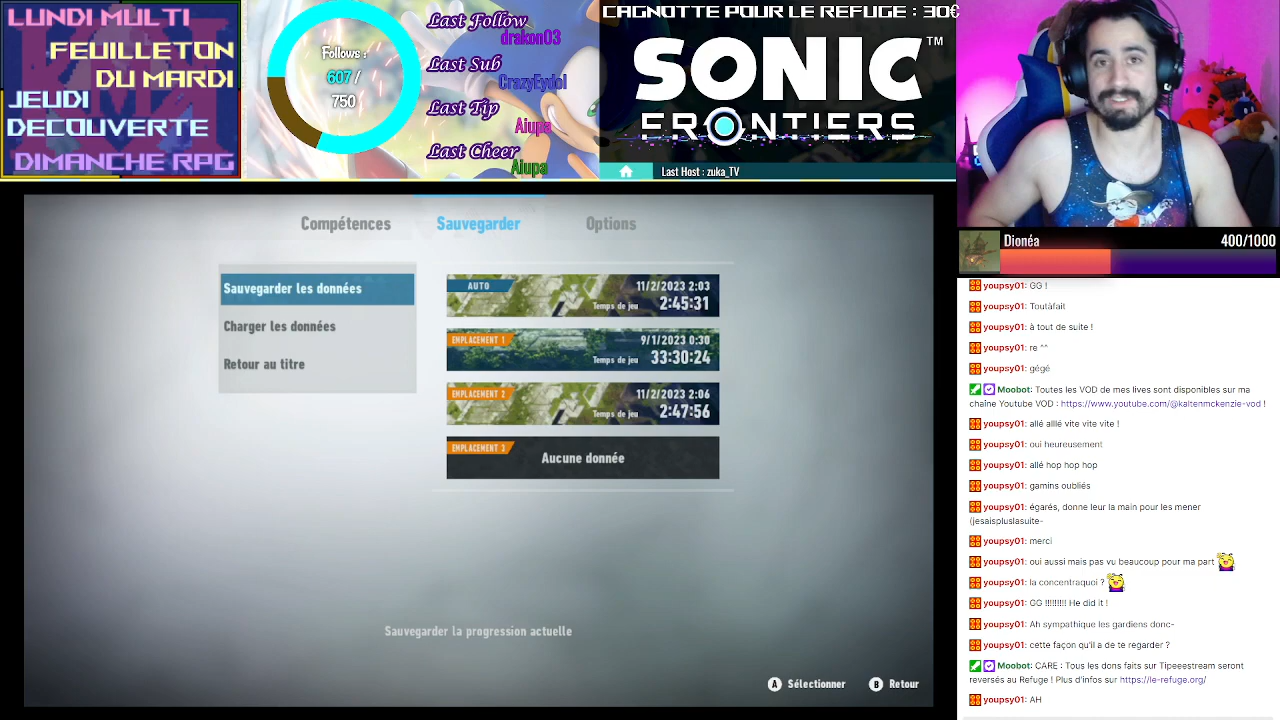 LUNDI MULTI
FEUILLETON
DU MARDI
JEUDI
DECOUVERTE
DIMANCHE RPG
Follows :
607 /
750
Last Follow
drakon03
Last Sub
CrazyEydol
Last Tip
Aiupa
Last Cheer
Aiupa
CAGNOTTE POUR LE REFUGE : 30€
SONIC™
FRONTIERS
Last Host : zuka_TV
Dionéa 400/1000
Compétences Sauvegarder Options
Sauvegarder les données
Charger les données
Retour au titre
AUTO 11/2/2023 2:03
Temps de jeu 2:45:31
EMPLACEMENT 1 9/1/2023 0:30
Temps de jeu 33:30:24
EMPLACEMENT 2 11/2/2023 2:06
Temps de jeu 2:47:56
EMPLACEMENT 3
Aucune donnée
Sauvegarder la progression actuelle
A Sélectionner B Retour
youpsy01: GG !
youpsy01: Toutàfait
youpsy01: à tout de suite !
youpsy01: re ^^
youpsy01: gégé
Moobot: Toutes les VOD de mes lives sont disponibles sur ma
chaîne Youtube VOD : https://www.youtube.com/@kaltenmckenzie-vod !
youpsy01: allé alllé vite vite vite !
youpsy01: oui heureusement
youpsy01: allé hop hop hop
youpsy01: gamins oubliés
youpsy01: égarés, donne leur la main pour les mener
(jesaispluslasuite-
youpsy01: merci
youpsy01: oui aussi mais pas vu beaucoup pour ma part
youpsy01: la concentraquoi ?
youpsy01: GG !!!!!!!!! He did it !
youpsy01: Ah sympathique les gardiens donc-
youpsy01: cette façon qu'il a de te regarder ?
Moobot: CARE : Tous les dons faits sur Tipeeestream seront
reversés au Refuge ! Plus d'infos sur https://le-refuge.org/
youpsy01: AH